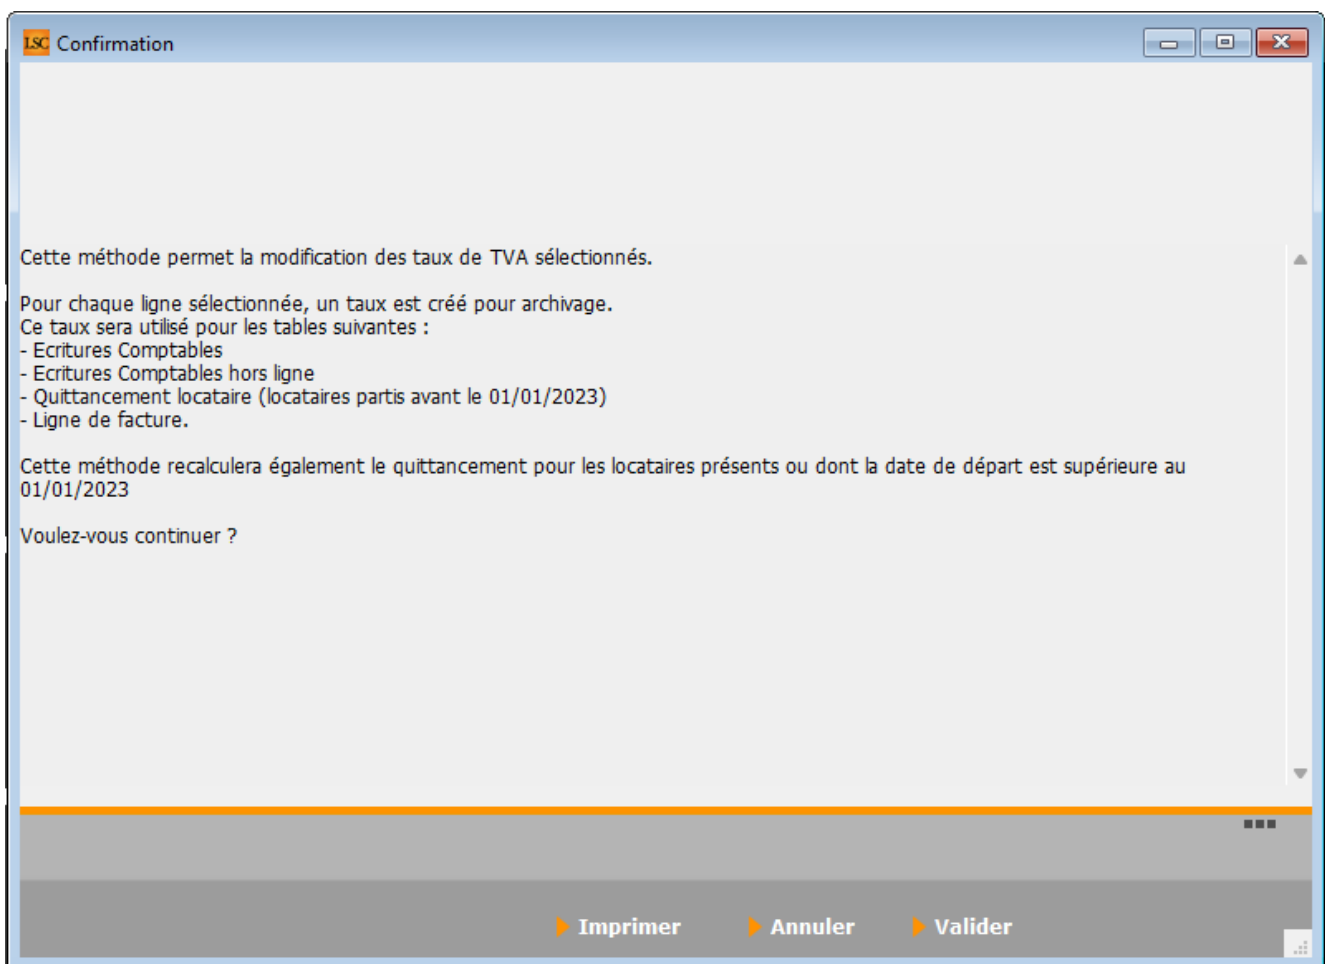 LSC Confirmation
Cette méthode permet la modification des taux de TVA sélectionnés.
Pour chaque ligne sélectionnée, un taux est créé pour archivage.
Ce taux sera utilisé pour les tables suivantes :
- Ecritures Comptables
- Ecritures Comptables hors ligne
- Quittancement locataire (locataires partis avant le 01/01/2023)
- Ligne de facture.
Cette méthode recalculera également le quittancement pour les locataires présents ou dont la date de départ est supérieure au
01/01/2023
Voulez-vous continuer ?
Imprimer Annuler Valider